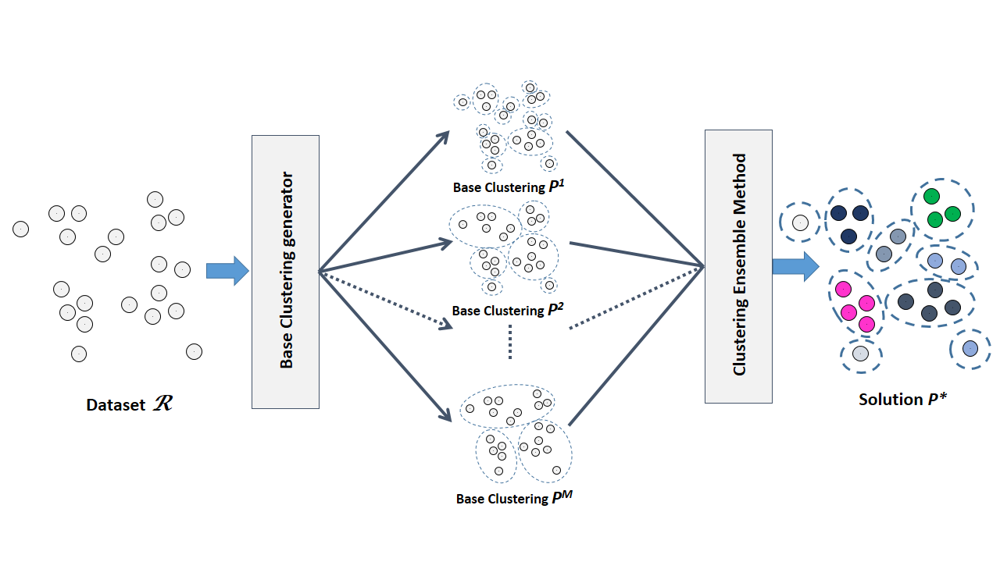 Dataset ℛ
Base Clustering generator
Base Clustering P¹
Base Clustering P²
Base Clustering Pᴹ
Clustering Ensemble Method
Solution P*